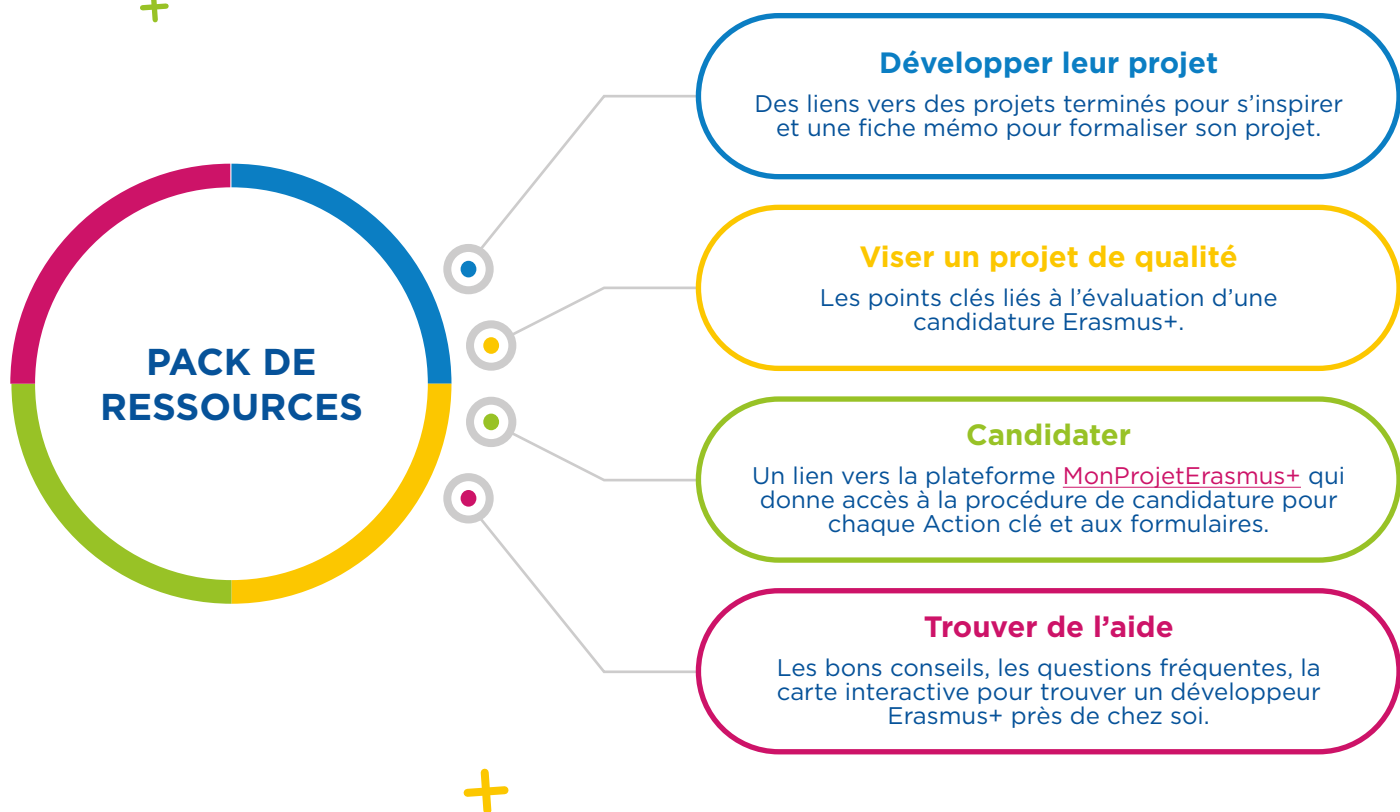 Développer leur projet
Des liens vers des projets terminés pour s’inspirer
et une fiche mémo pour formaliser son projet.
PACK DE
RESSOURCES
Viser un projet de qualité
Les points clés liés à l’évaluation d’une
candidature Erasmus+.
Candidater
Un lien vers la plateforme MonProjetErasmus+ qui
donne accès à la procédure de candidature pour
chaque Action clé et aux formulaires.
Trouver de l’aide
Les bons conseils, les questions fréquentes, la
carte interactive pour trouver un développeur
Erasmus+ près de chez soi.